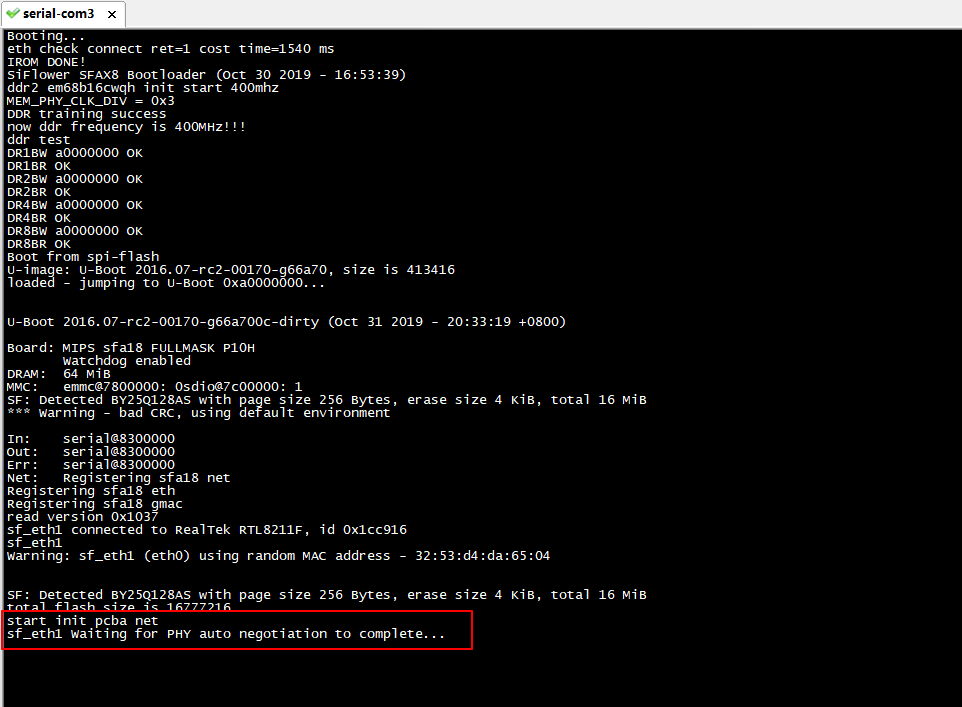 serial-com3 ×
Booting...
eth check connect ret=1 cost time=1540 ms
IROM DONE!
SiFlower SFAX8 Bootloader (Oct 30 2019 - 16:53:39)
ddr2 em68b16cwqh init start 400mhz
MEM_PHY_CLK_DIV = 0x3
DDR training success
now ddr frequency is 400MHz!!!
ddr test
DR1BW a0000000 OK
DR1BR OK
DR2BW a0000000 OK
DR2BR OK
DR4BW a0000000 OK
DR4BR OK
DR8BW a0000000 OK
DR8BR OK
Boot from spi-flash
U-image: U-Boot 2016.07-rc2-00170-g66a70, size is 413416
loaded - jumping to U-Boot 0xa0000000...
U-Boot 2016.07-rc2-00170-g66a700c-dirty (Oct 31 2019 - 20:33:19 +0800)
Board: MIPS sfa18 FULLMASK P10H
Watchdog enabled
DRAM:  64 MiB
MMC:   emmc@7800000: 0sdio@7c00000: 1
SF: Detected BY25Q128AS with page size 256 Bytes, erase size 4 KiB, total 16 MiB
*** Warning - bad CRC, using default environment
In:    serial@8300000
Out:   serial@8300000
Err:   serial@8300000
Net:   Registering sfa18 net
Registering sfa18 eth
Registering sfa18 gmac
read version 0x1037
sf_eth1 connected to RealTek RTL8211F, id 0x1cc916
sf_eth1
Warning: sf_eth1 (eth0) using random MAC address - 32:53:d4:da:65:04
SF: Detected BY25Q128AS with page size 256 Bytes, erase size 4 KiB, total 16 MiB
total flash size is 16777216
start init pcba net
sf_eth1 Waiting for PHY auto negotiation to complete...